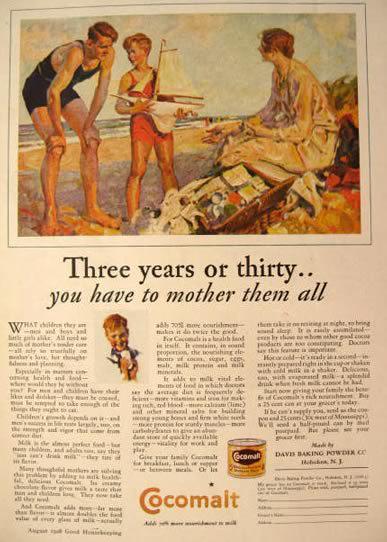 Three years or thirty..
you have to mother them all
WHAT children they are
—men and boys and
little girls alike. All need so
much of mother's tender care
—all rely so trustfully on
mother's love, her thought-
fulness and planning.
Especially in matters con-
cerning health and food—
where would they be without
you? For men and children have their
likes and dislikes—they must be coaxed,
must be tempted to take enough of the
things they ought to eat.
Children's growth depends on it—and
men's success in life rests largely, too, on
the strength and vigor that come from
correct diet.
Milk is the almost perfect food—but
many children, and adults too, say they
"just can't drink milk"—they tire of
its flavor.
Many thoughtful mothers are solving
this problem by adding to milk health-
ful, delicious Cocomalt. Its creamy
chocolate flavor gives milk a taste that
men and children love. They now take
all they need.
And Cocomalt adds more far more
than flavor—it almost doubles the food
value of every glass of milk—actually
August 1928 Good Housekeeping
adds 70% more nourishment—
makes it do twice the good.
For Cocomalt is a health food
in itself. It contains, in sound
proportion, the nourishing ele-
ments of cocoa, sugar, eggs,
malt, milk protein and milk
minerals.
It adds to milk vital ele-
ments of food in which doctors
say the average diet is frequently de-
ficient—more vitamins and iron for mak-
ing rich, red blood—more calcium (lime)
and other mineral salts for building
strong young bones and firm white teeth
—more protein for sturdy muscles—more
carbohydrates to give an abun-
dant store of quickly available
energy—vitality for work and
play.
Give your family Cocomalt
for breakfast, lunch or supper
—or between meals. Or let
Cocomalt
Adds 70% more nourishment to milk
them take it on retiring at night, to bring
sound sleep. It is easily assimilated—
even by those to whom other good cocoa
products are too constipating. Doctors
say this feature is important.
Hot or cold—it's ready in a second—in-
stantly prepared right in the cup or shaken
with cold milk in a shaker. Delicious,
too, with evaporated milk—a splendid
drink when fresh milk cannot be had.
Start now giving your family the bene-
fits of Cocomalt's rich nourishment. Buy
a 25 cent can at your grocer's today.
If he can't supply you, send us the cou-
pon and 25 cents (30c west of Mississippi).
We'll send a half-pound can by mail
postpaid. But please see your
grocer first.
Cocomalt
Made by
DAVIS BAKING POWDER CO.
Hoboken, N. J.
Davis Baking Powder Co., Hoboken, N. J.
Name
Address
Grocer's Name
Address